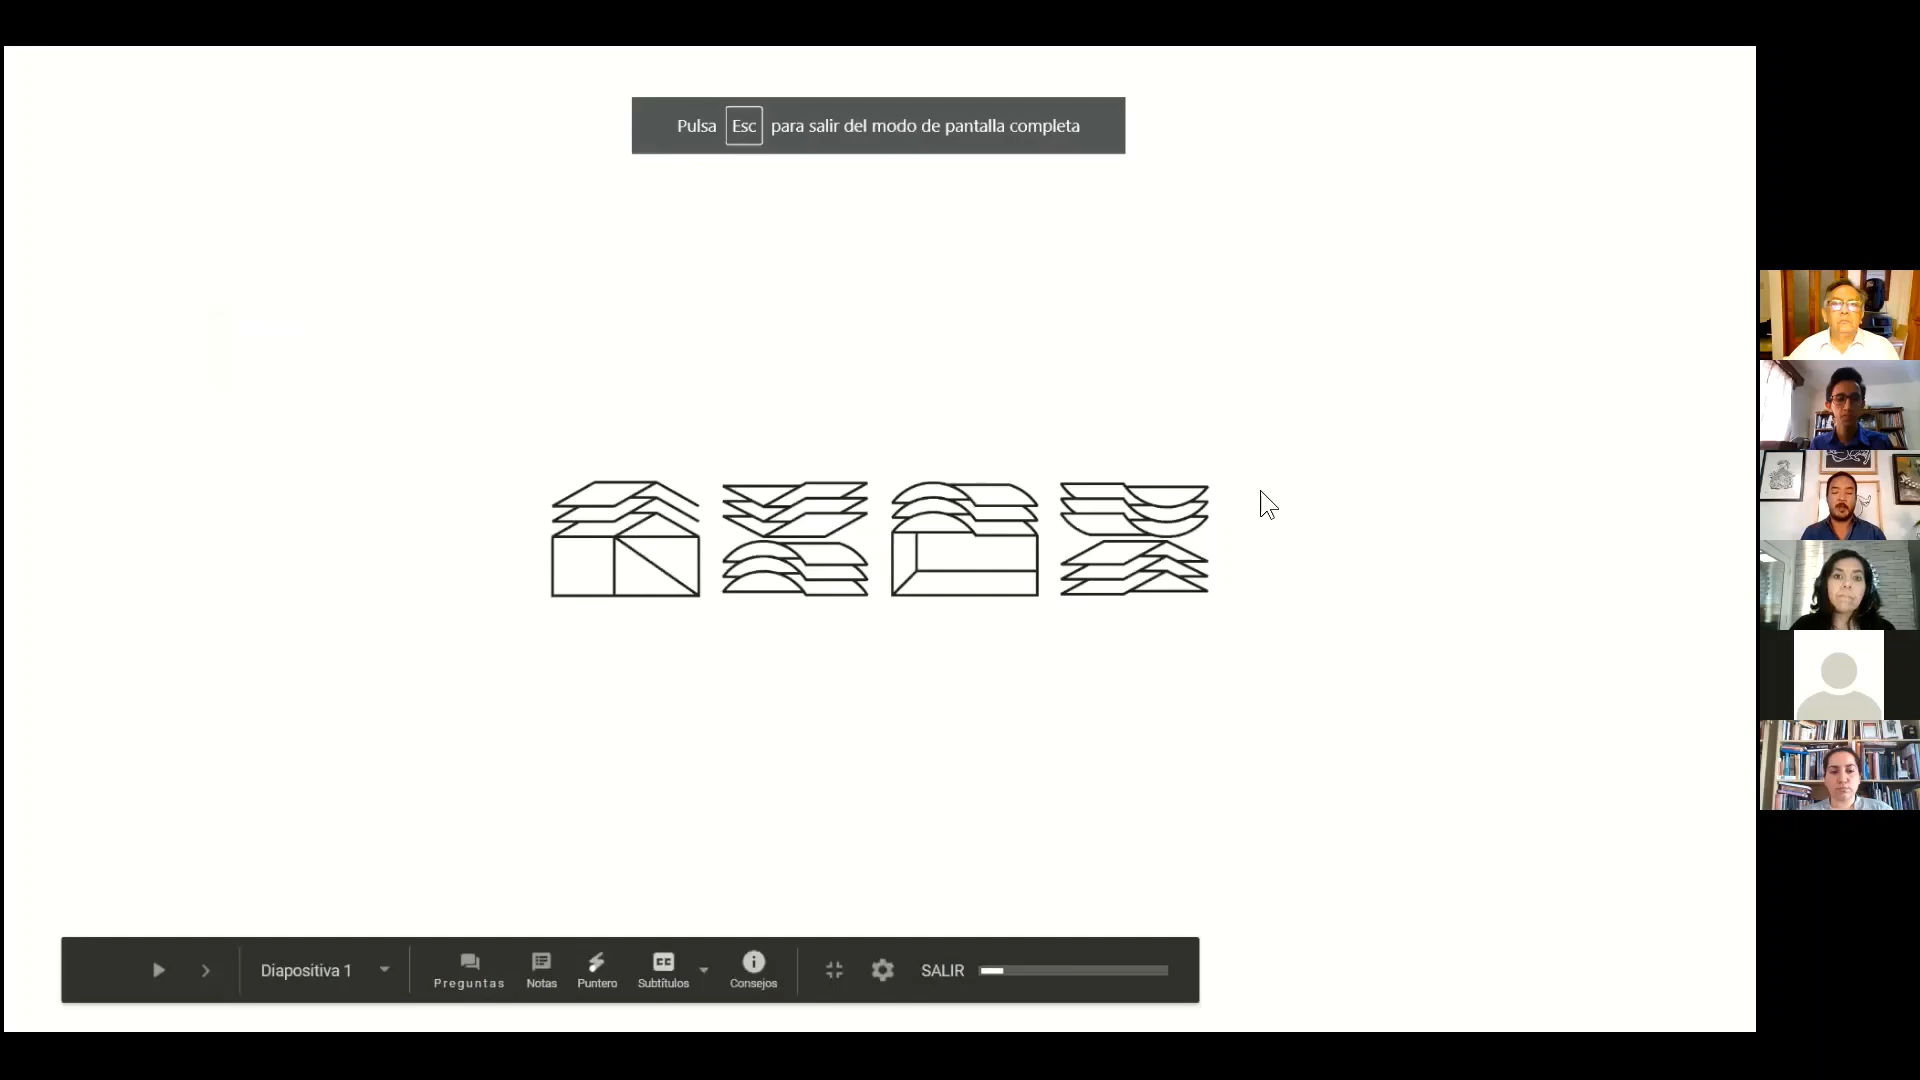 Pulsa Esc para salir del modo de pantalla completa
Diapositiva 1
Preguntas
Notas
Puntero
Subtítulos
Consejos
SALIR